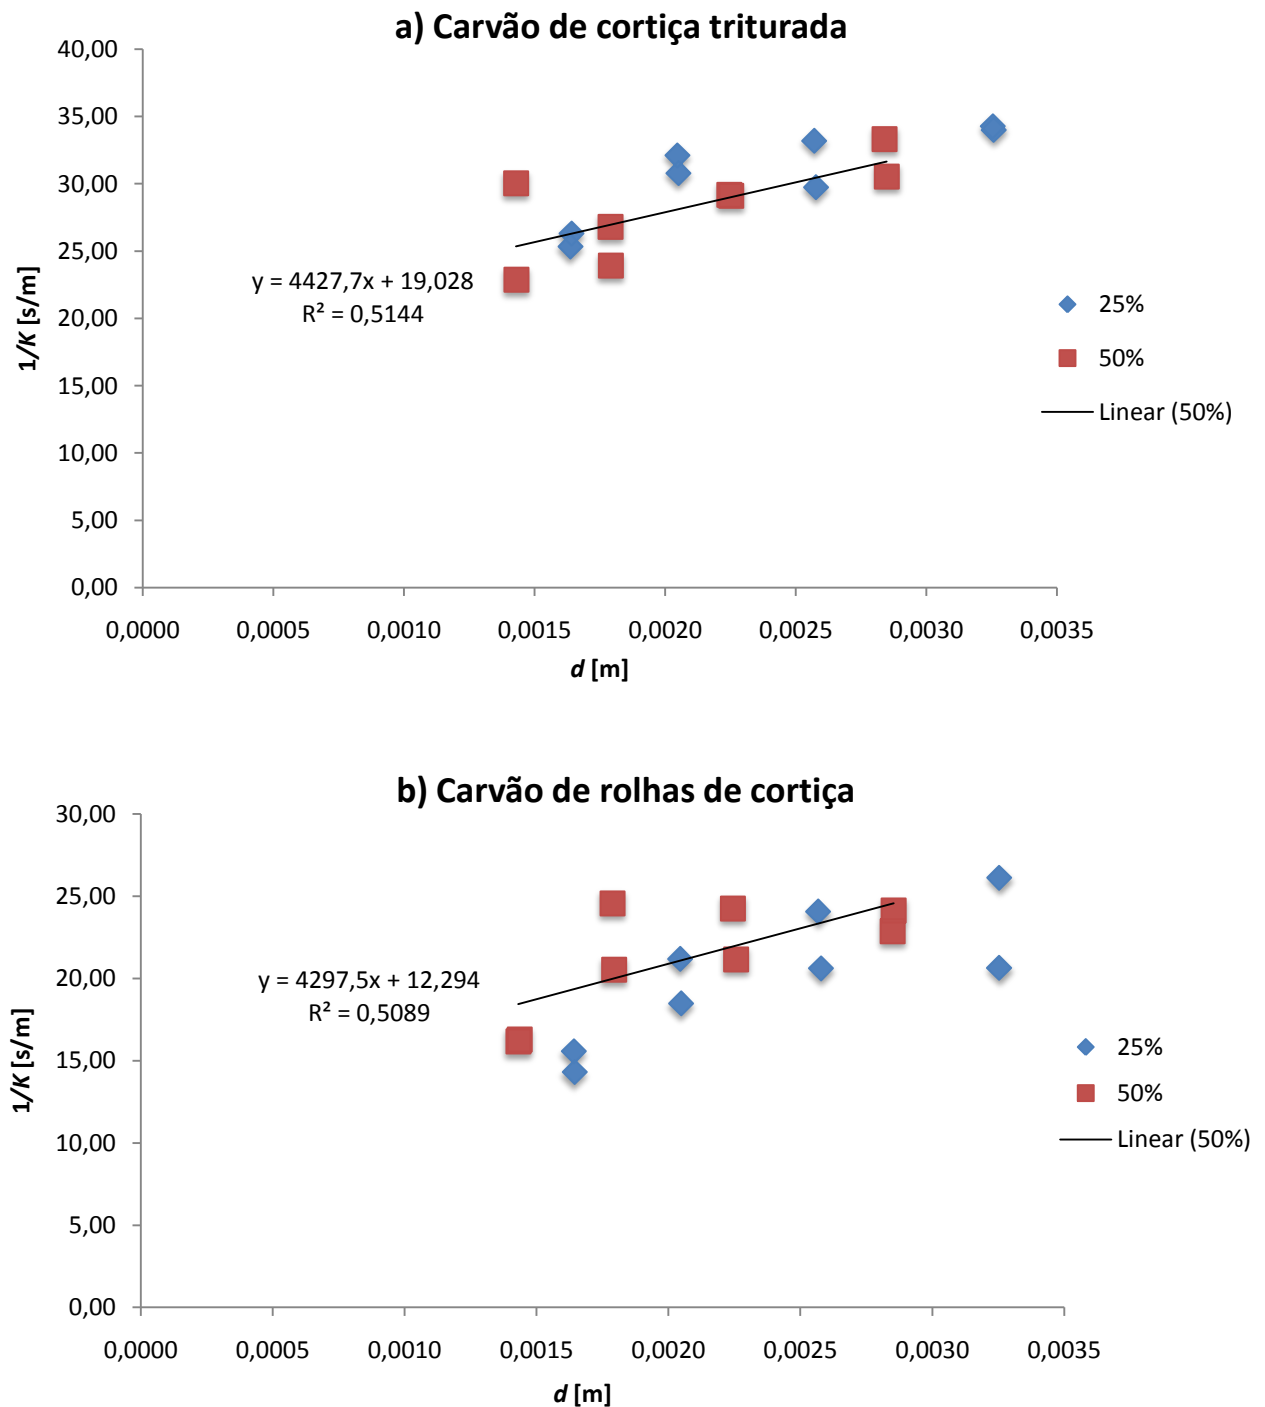 a) Carvão de cortiça triturada
40,00
35,00
30,00
25,00
20,00
15,00
10,00
5,00
0,00
1/K [s/m]
y = 4427,7x + 19,028
R² = 0,5144
25%
50%
Linear (50%)
0,0000 0,0005 0,0010 0,0015 0,0020 0,0025 0,0030 0,0035
d [m]
b) Carvão de rolhas de cortiça
30,00
25,00
20,00
15,00
10,00
5,00
0,00
1/K [s/m]
y = 4297,5x + 12,294
R² = 0,5089
25%
50%
Linear (50%)
0,0000 0,0005 0,0010 0,0015 0,0020 0,0025 0,0030 0,0035
d [m]